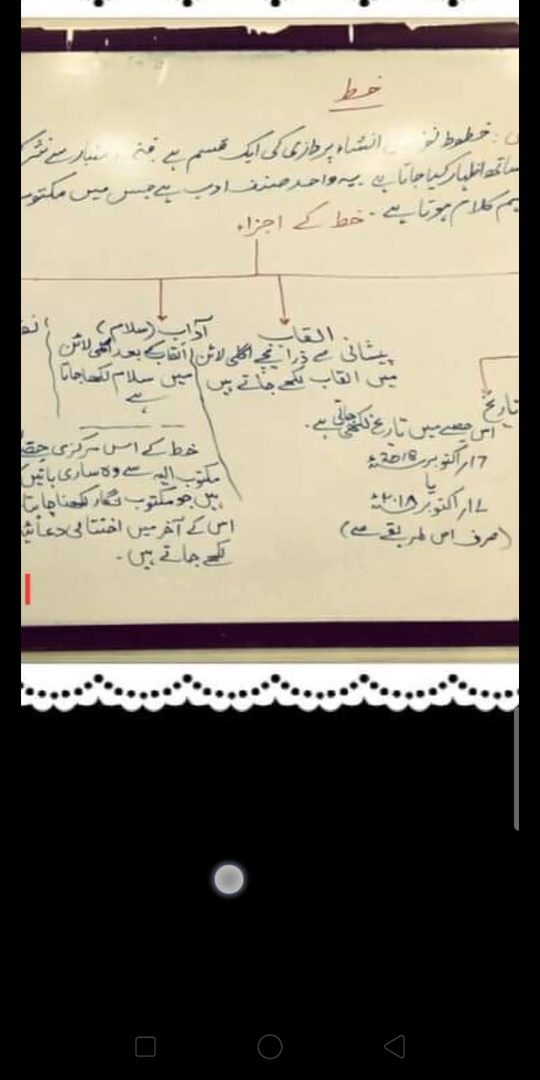 خط
خطوط انشاء پردازی کی ایک قسم ہے
ساتھ اظہار کیا جاتا ہے یہ واحد صنف ادب ہے جس میں مکتوب
ہم کلام ہوتا ہے۔
خط کے اجزاء
تاریخ
اس حصے میں تاریخ لکھی جاتی ہے۔
17/اکتوبر 2018ء
یا
۱۷/اکتوبر ۲۰۱۸ء
(صرف اس طریقے سے)
القاب
پیشانی سے ذرا نیچے اگلی لائن
میں القاب لکھے جاتے ہیں
آداب (سلام)
القاب کے بعد اگلی لائن
میں سلام لکھا جاتا
ہے
خط کے اس مرکزی حصے
مکتوب الیہ سے وہ ساری باتیں
ہیں جو مکتوب نگار لکھنا چاہتا
اس کے آخر میں اختتامی دعائیہ
لکھے جاتے ہیں۔